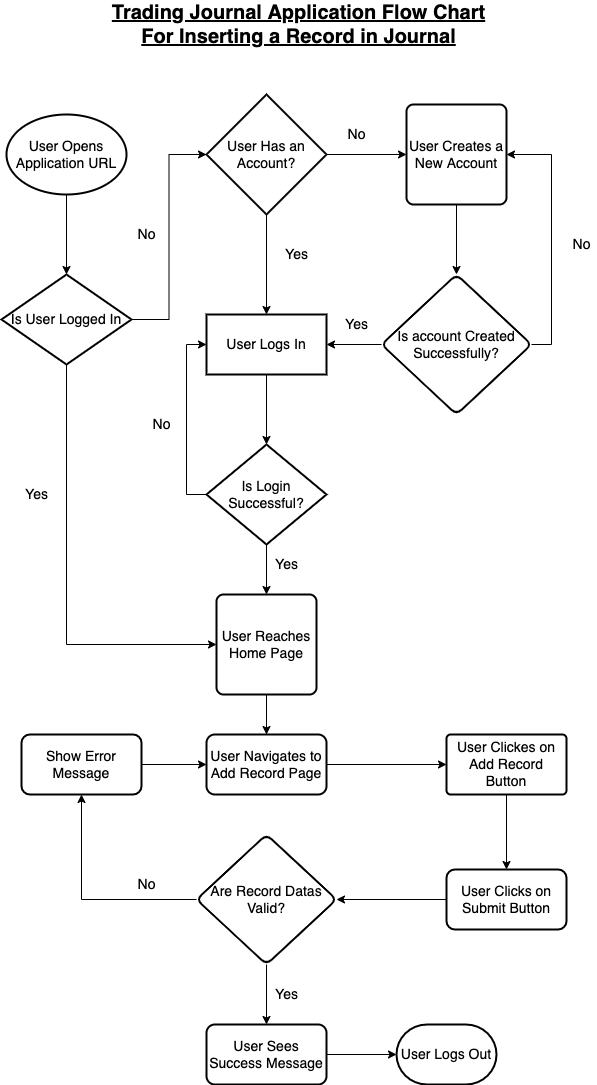 Trading Journal Application Flow Chart
For Inserting a Record in Journal
User Opens
Application URL
User Has an
Account?
No
User Creates a
New Account
No
Yes
No
Is User Logged In
User Logs In
Yes
Is account Created
Successfully?
No
Yes
Is Login
Successful?
Yes
User Reaches
Home Page
Show Error
Message
User Navigates to
Add Record Page
User Clickes on
Add Record
Button
No
Are Record Datas
Valid?
User Clicks on
Submit Button
Yes
User Sees
Success Message
User Logs Out